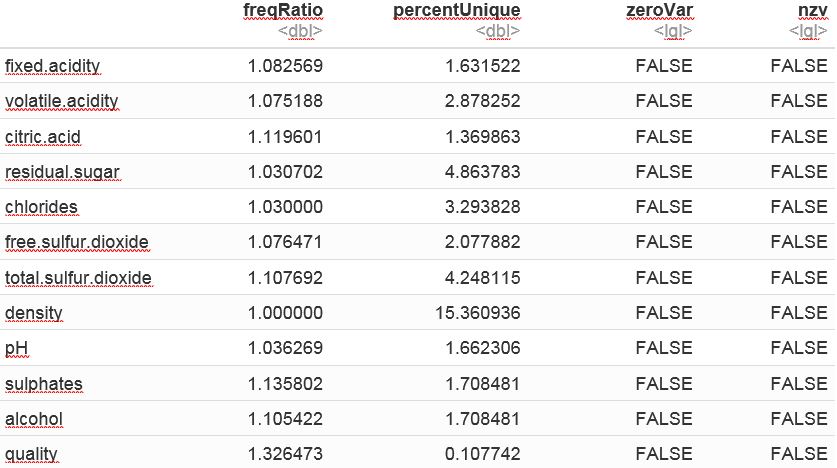 freqRatio percentUnique zeroVar nzv
<dbl> <dbl> <lgl> <lgl>
fixed.acidity 1.082569 1.631522 FALSE FALSE
volatile.acidity 1.075188 2.878252 FALSE FALSE
citric.acid 1.119601 1.369863 FALSE FALSE
residual.sugar 1.030702 4.863783 FALSE FALSE
chlorides 1.030000 3.293828 FALSE FALSE
free.sulfur.dioxide 1.076471 2.077882 FALSE FALSE
total.sulfur.dioxide 1.107692 4.248115 FALSE FALSE
density 1.000000 15.360936 FALSE FALSE
pH 1.036269 1.662306 FALSE FALSE
sulphates 1.135802 1.708481 FALSE FALSE
alcohol 1.105422 1.708481 FALSE FALSE
quality 1.326473 0.107742 FALSE FALSE